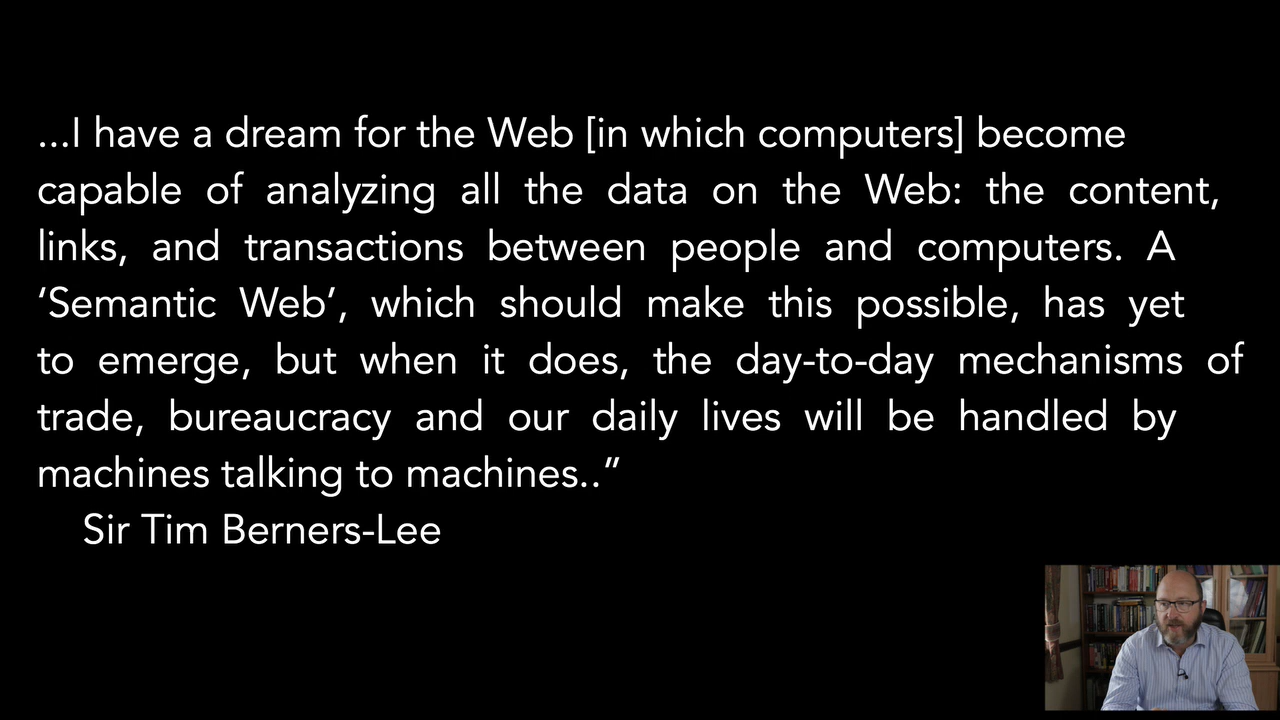 ...I have a dream for the Web [in which computers] become
capable of analyzing all the data on the Web: the content,
links, and transactions between people and computers. A
‘Semantic Web’, which should make this possible, has yet
to emerge, but when it does, the day-to-day mechanisms of
trade, bureaucracy and our daily lives will be handled by
machines talking to machines..”
Sir Tim Berners-Lee